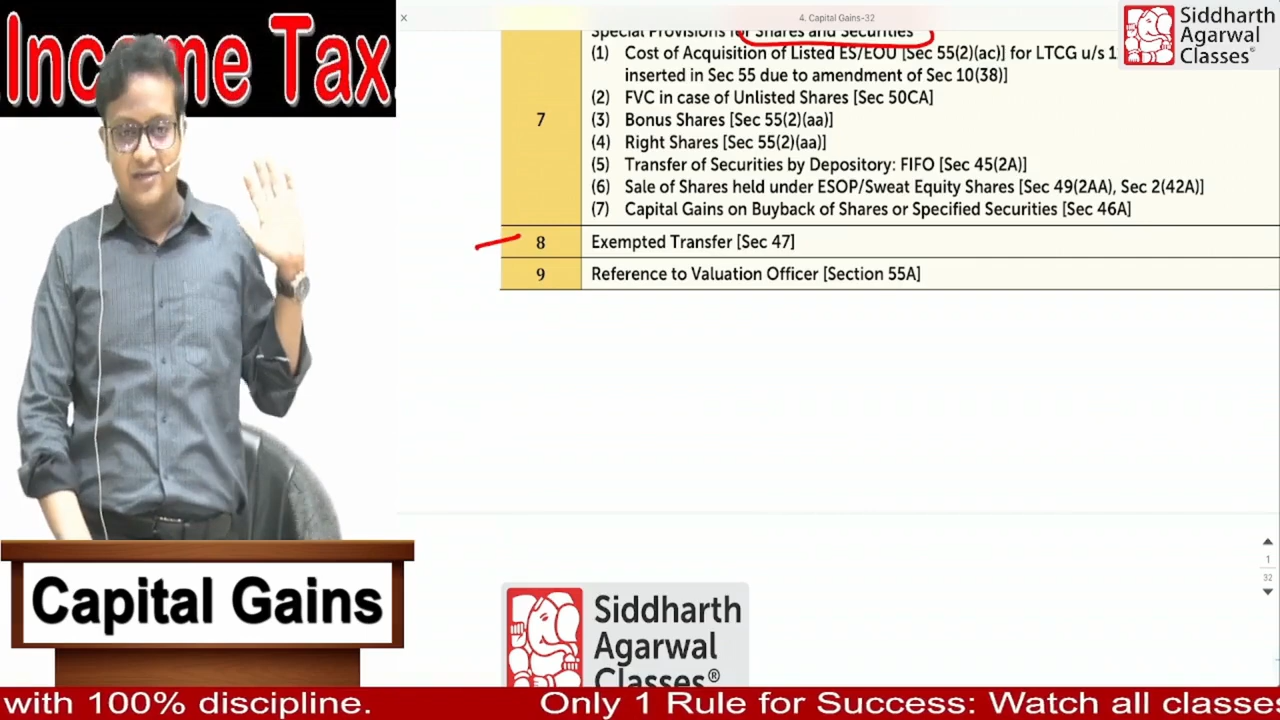 Income Tax.
Capital Gains
×
4. Capital Gains-32
Special Provisions for Shares and Securities
7
(1) Cost of Acquisition of Listed ES/EOU [Sec 55(2)(ac)] for LTCG u/s 1
inserted in Sec 55 due to amendment of Sec 10(38)]
(2) FVC in case of Unlisted Shares [Sec 50CA]
(3) Bonus Shares [Sec 55(2)(aa)]
(4) Right Shares [Sec 55(2)(aa)]
(5) Transfer of Securities by Depository: FIFO [Sec 45(2A)]
(6) Sale of Shares held under ESOP/Sweat Equity Shares [Sec 49(2AA), Sec 2(42A)]
(7) Capital Gains on Buyback of Shares or Specified Securities [Sec 46A]
8 Exempted Transfer [Sec 47]
9 Reference to Valuation Officer [Section 55A]
Siddharth
Agarwal
Classes®
1
32
Siddharth
Agarwal
Classes®
with 100% discipline. Only 1 Rule for Success: Watch all classes